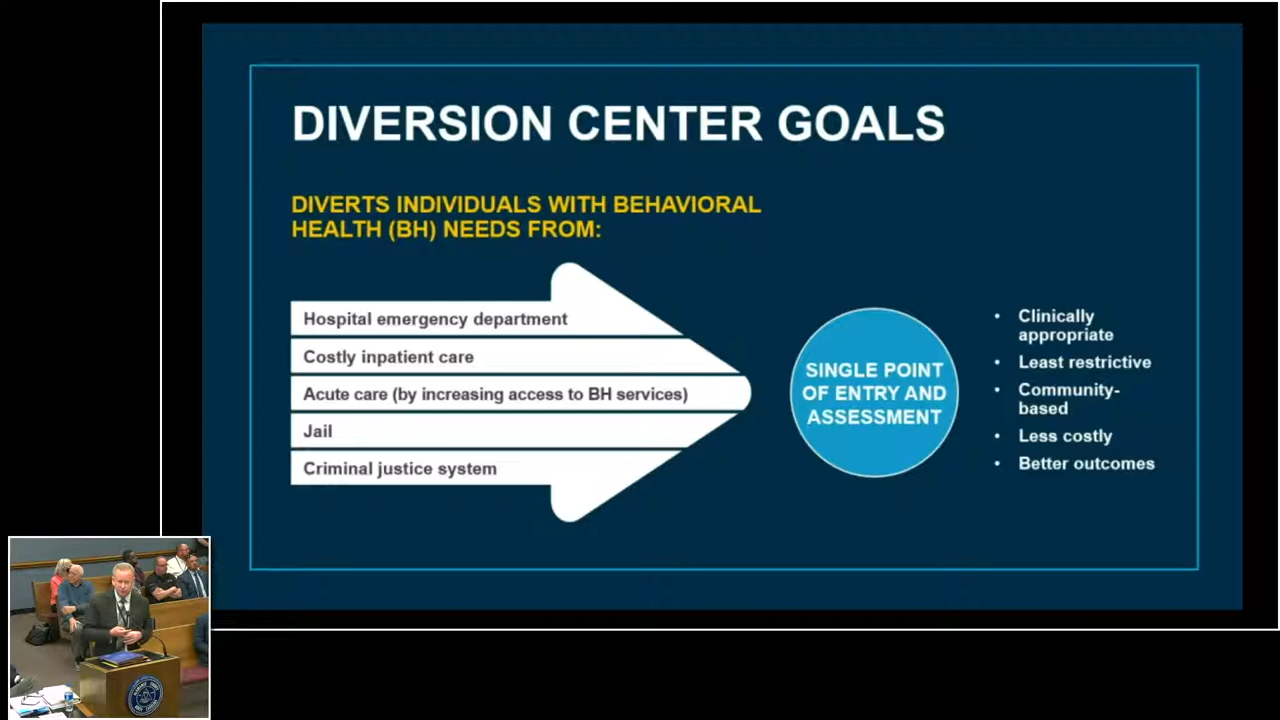 DIVERSION CENTER GOALS
DIVERTS INDIVIDUALS WITH BEHAVIORAL
HEALTH (BH) NEEDS FROM:
Hospital emergency department
Costly inpatient care
Acute care (by increasing access to BH services)
Jail
Criminal justice system
SINGLE POINT
OF ENTRY AND
ASSESSMENT
• Clinically
appropriate
• Least restrictive
• Community-
based
• Less costly
• Better outcomes